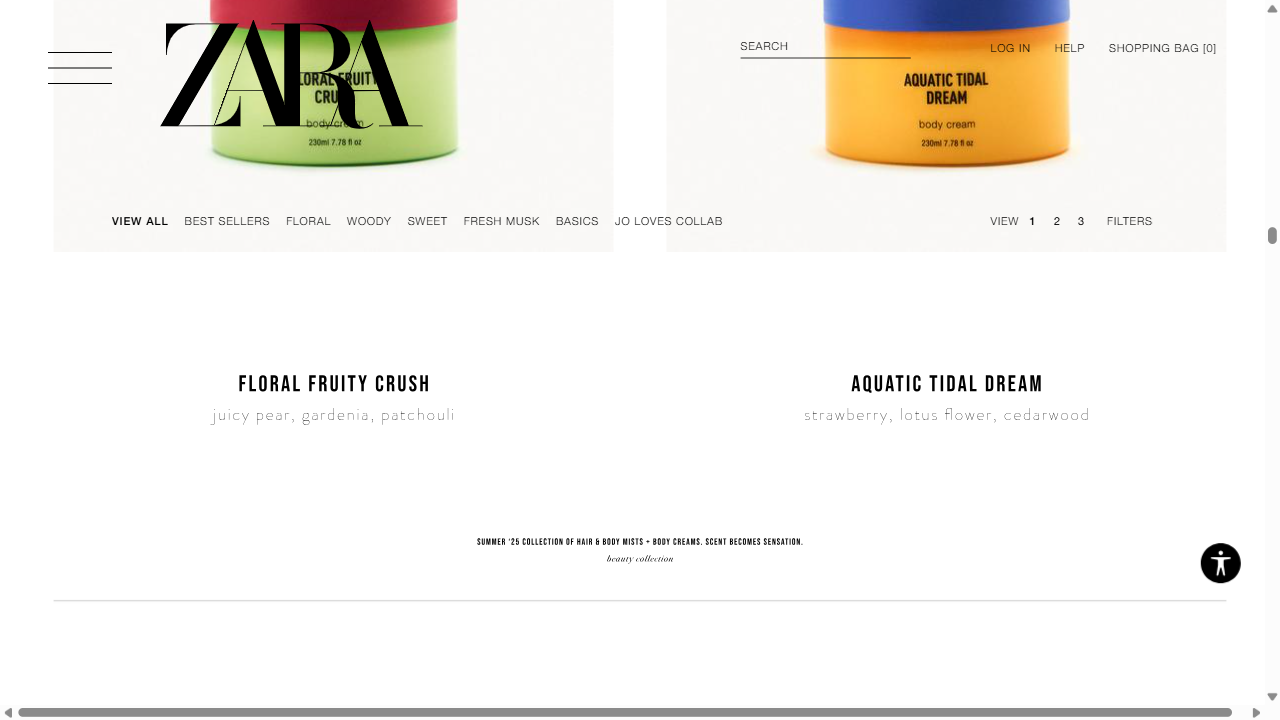 ZARA
SEARCH
LOG IN
HELP
SHOPPING BAG [0]
FLORAL FRUITY
CRUSH
body cream
230ml 7.78 fl oz
AQUATIC TIDAL
DREAM
body cream
230ml 7.78 fl oz
VIEW ALL BEST SELLERS FLORAL WOODY SWEET FRESH MUSK BASICS JO LOVES COLLAB
VIEW 1 2 3 FILTERS
FLORAL FRUITY CRUSH
juicy pear, gardenia, patchouli
AQUATIC TIDAL DREAM
strawberry, lotus flower, cedarwood
SUMMER '25 COLLECTION OF HAIR & BODY MISTS + BODY CREAMS. SCENT BECOMES SENSATION.
beauty collection